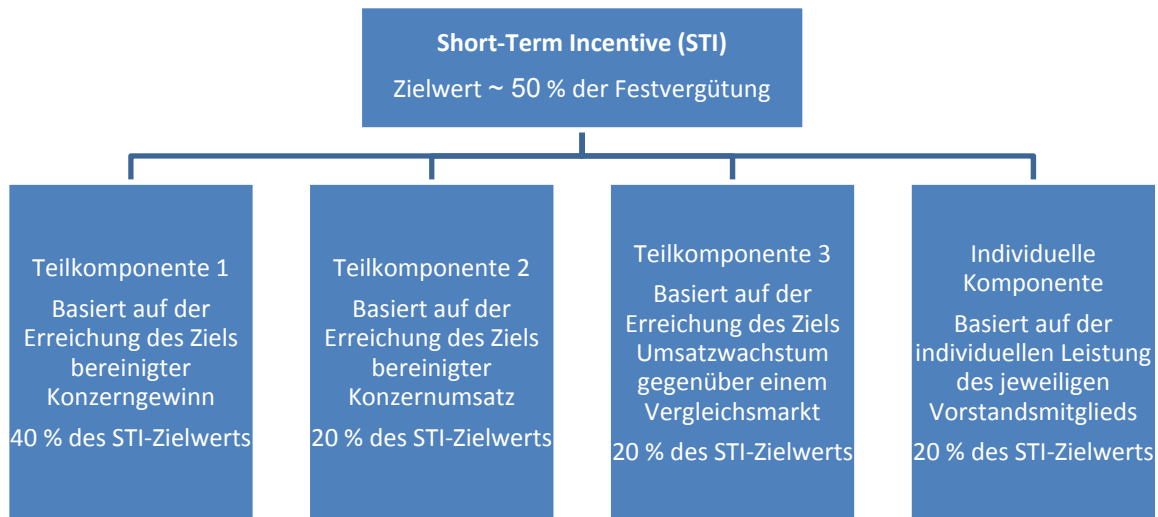 Short-Term Incentive (STI)
Zielwert ~ 50 % der Festvergütung
Teilkomponente 1
Basiert auf der
Erreichung des Ziels
bereinigter
Konzerngewinn
40 % des STI-Zielwerts
Teilkomponente 2
Basiert auf der
Erreichung des Ziels
bereinigter
Konzernumsatz
20 % des STI-Zielwerts
Teilkomponente 3
Basiert auf der
Erreichung des Ziels
Umsatzwachstum
gegenüber einem
Vergleichsmarkt
20 % des STI-Zielwerts
Individuelle
Komponente
Basiert auf der
individuellen Leistung
des jeweiligen
Vorstandsmitglieds
20 % des STI-Zielwerts